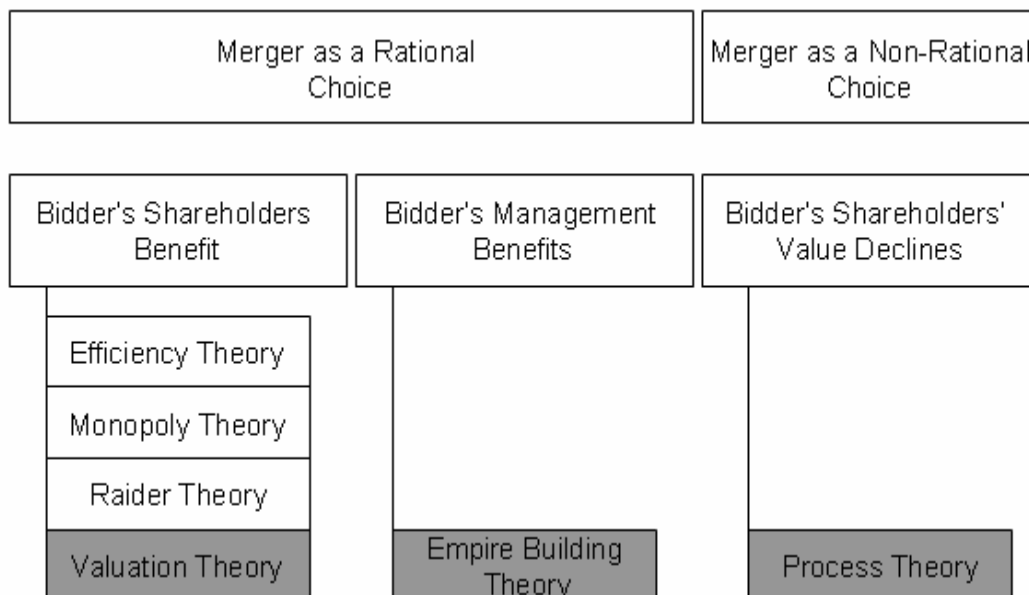 Merger as a Rational
Choice
Merger as a Non-Rational
Choice
Bidder's Shareholders
Benefit
Bidder's Management
Benefits
Bidder's Shareholders'
Value Declines
Efficiency Theory
Monopoly Theory
Raider Theory
Valuation Theory
Empire Building
Theory
Process Theory